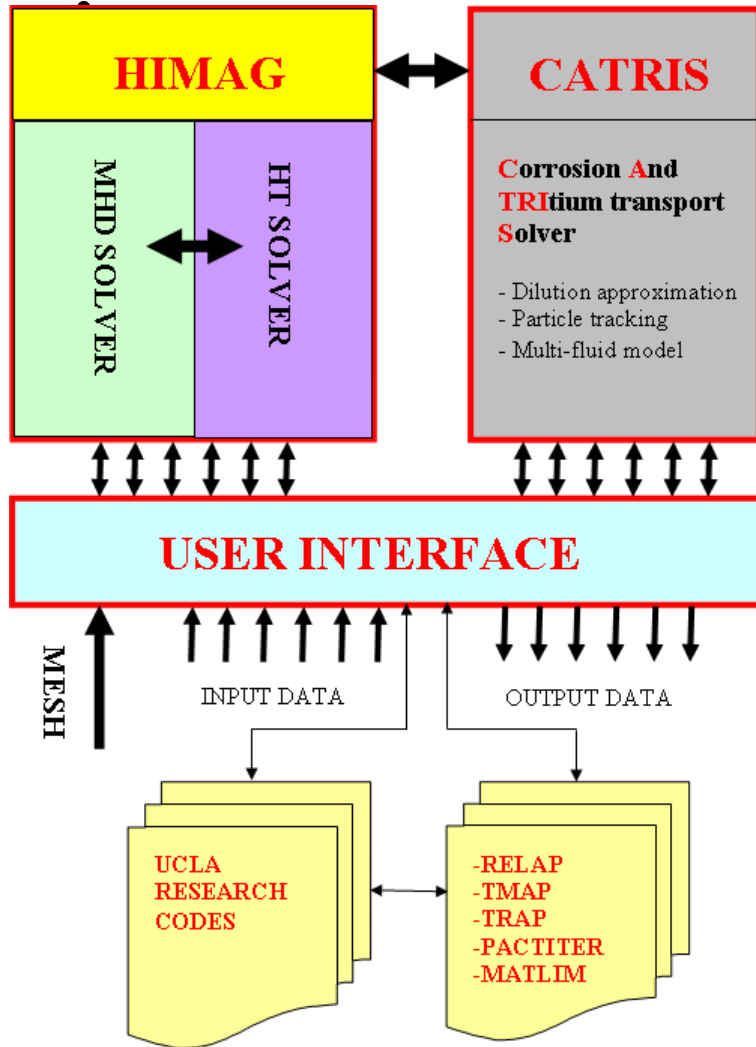 HIMAG
MHD SOLVER
HT SOLVER
CATRIS
Corrosion And
TRItium transport
Solver
- Dilution approximation
- Particle tracking
- Multi-fluid model
USER INTERFACE
MESH
INPUT DATA
OUTPUT DATA
UCLA
RESEARCH
CODES
-RELAP
-TMAP
-TRAP
-PACTITER
-MATLIM